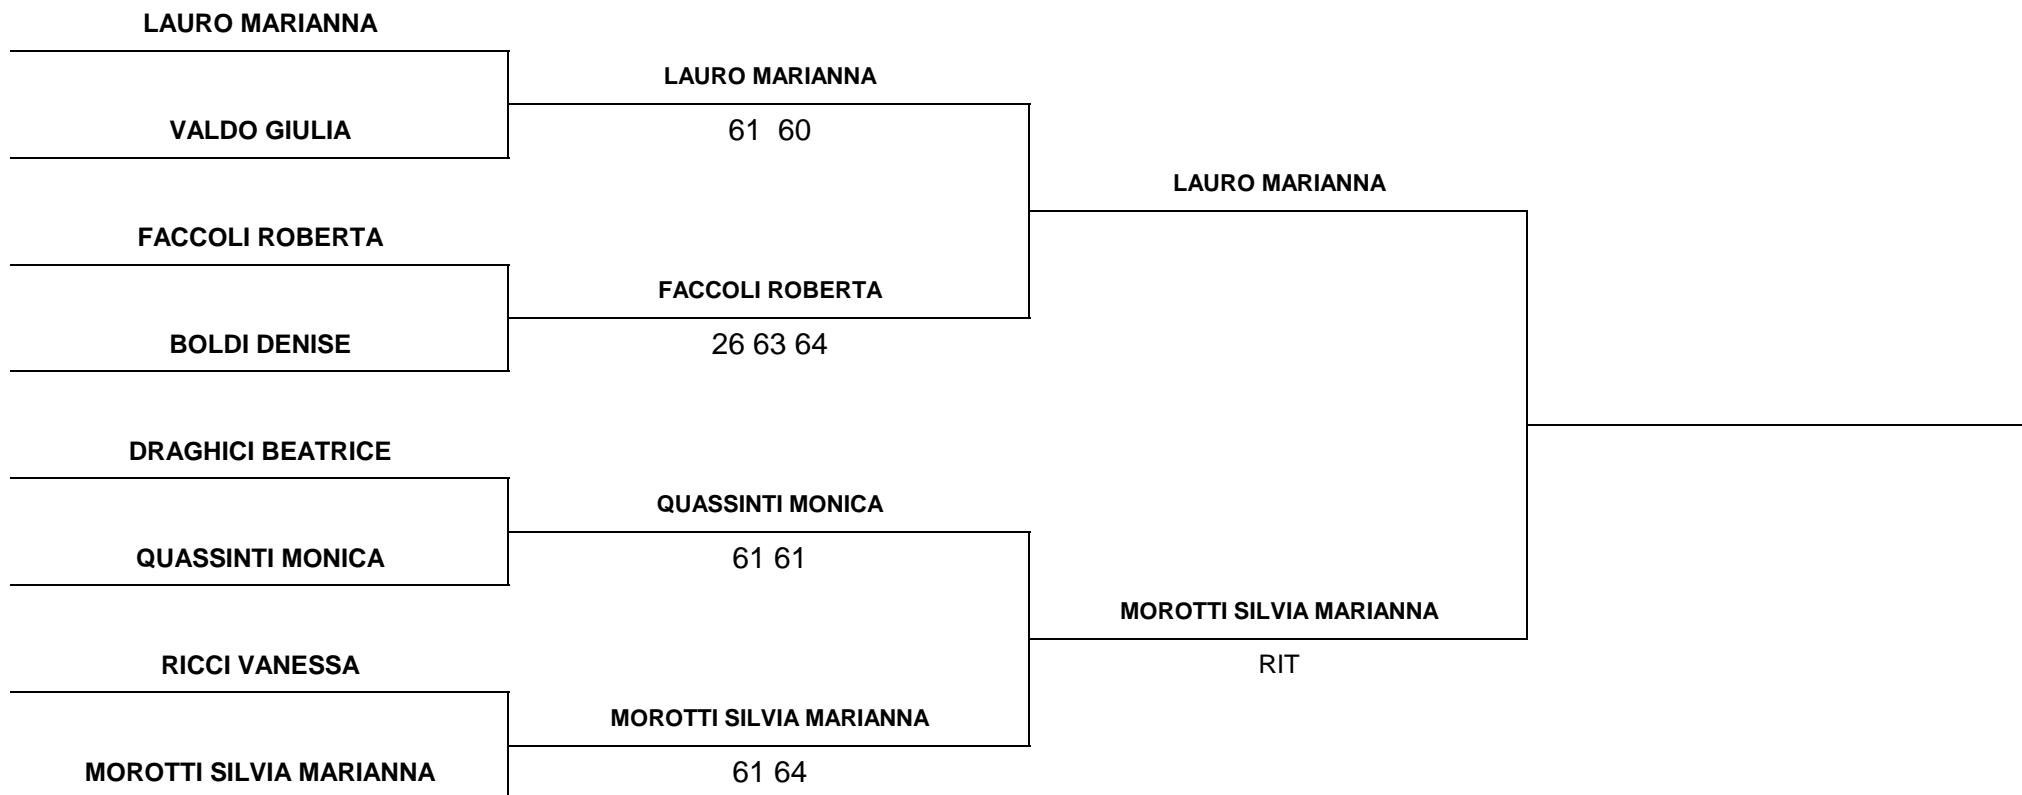 LAURO MARIANNA
LAURO MARIANNA
VALDO GIULIA
61  60
LAURO MARIANNA
FACCOLI ROBERTA
FACCOLI ROBERTA
BOLDI DENISE
26 63 64
DRAGHICI BEATRICE
QUASSINTI MONICA
QUASSINTI MONICA
61 61
MOROTTI SILVIA MARIANNA
RICCI VANESSA
RIT
MOROTTI SILVIA MARIANNA
MOROTTI SILVIA MARIANNA
61 64